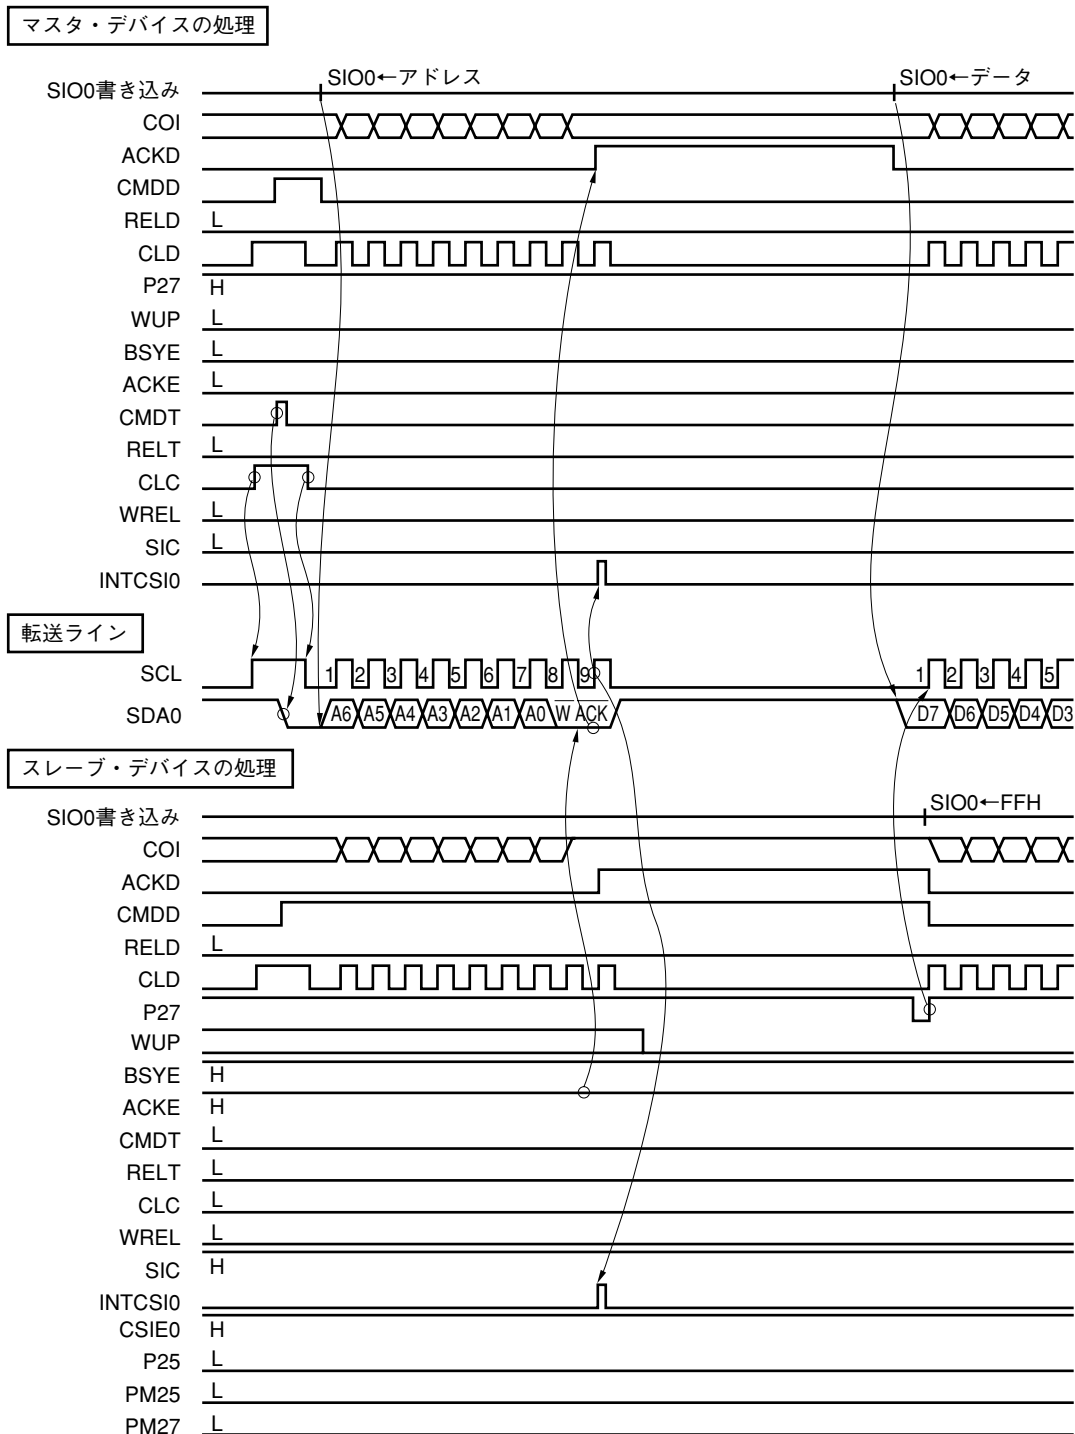 マスタ・デバイスの処理
SIO0書き込み SIO0←アドレス SIO0←データ
COI
ACKD
CMDD
RELD L
CLD
P27 H
WUP L
BSYE L
ACKE L
CMDT
RELT L
CLC
WREL L
SIC L
INTCSI0
転送ライン
SCL 1 2 3 4 5 6 7 8 9 1 2 3 4 5
SDA0 A6 A5 A4 A3 A2 A1 A0 W ACK D7 D6 D5 D4 D3
スレーブ・デバイスの処理
SIO0書き込み SIO0←FFH
COI
ACKD
CMDD
RELD L
CLD
P27
WUP
BSYE H
ACKE H
CMDT L
RELT L
CLC L
WREL L
SIC H
INTCSI0
CSIE0 H
P25 L
PM25 L
PM27 L